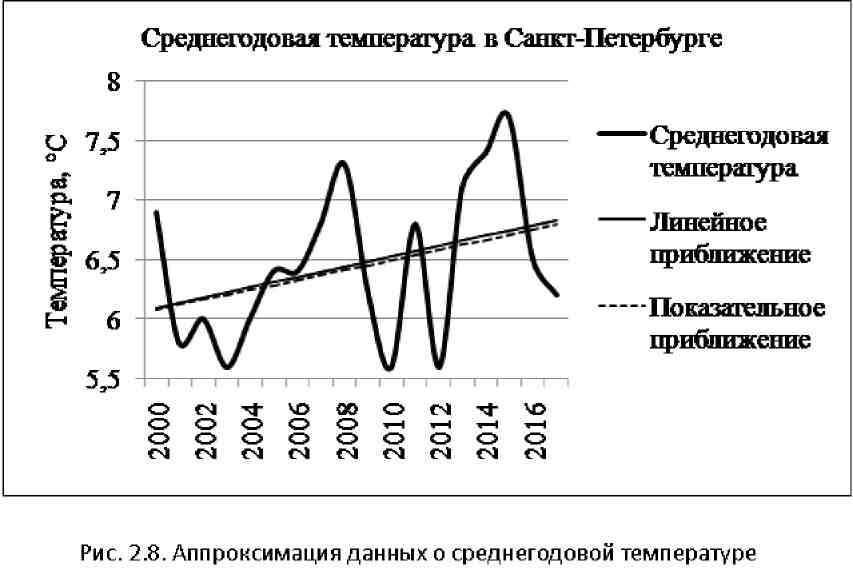 Среднегодовая температура в Санкт-Петербурге
Температура, °C
8
7,5
7
6,5
6
5,5
2000
2002
2004
2006
2008
2010
2012
2014
2016
Среднегодовая
температура
Линейное
приближение
Показательное
приближение
Рис. 2.8. Аппроксимация данных о среднегодовой температуре